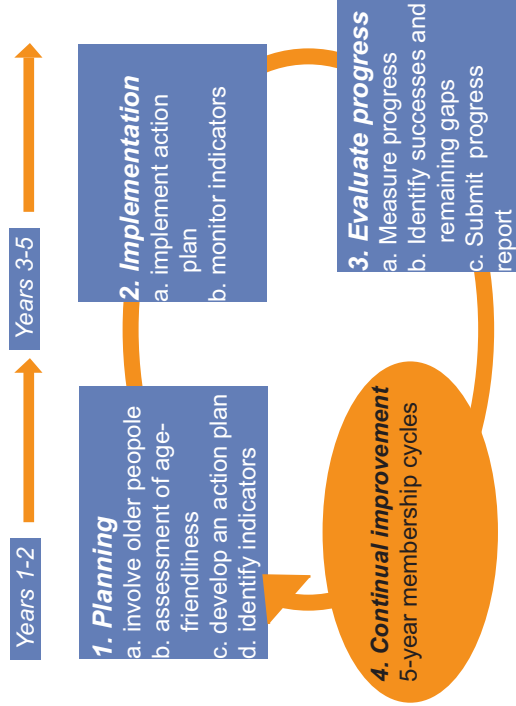 Years 1-2
Years 3-5
1. Planning
a. involve older peopole
b. assessment of age-
friendliness
c. develop an action plan
d. identify indicators
2. Implementation
a. implement action
plan
b. monitor indicators
3. Evaluate progress
a. Measure progress
b. Identify successes and
remaining gaps
c. Submit progress
report
4. Continual improvement
5-year membership cycles